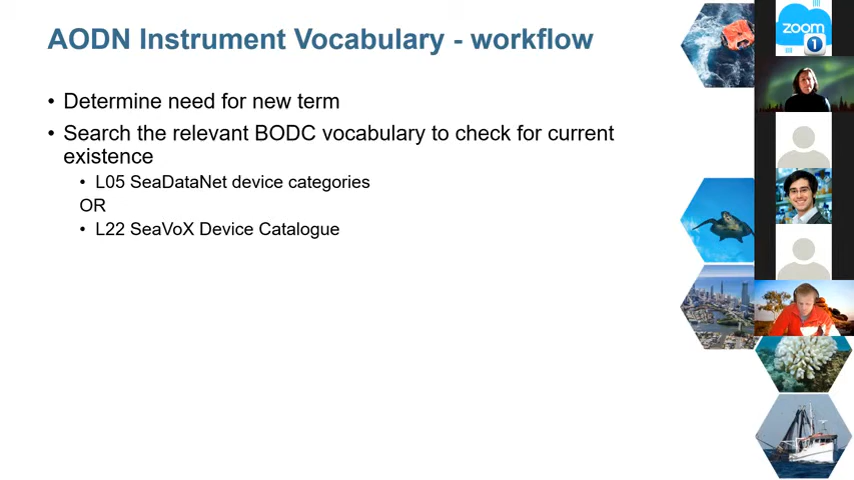 AODN Instrument Vocabulary - workflow
• Determine need for new term
• Search the relevant BODC vocabulary to check for current
existence
• L05 SeaDataNet device categories
OR
• L22 SeaVoX Device Catalogue
zoom
1